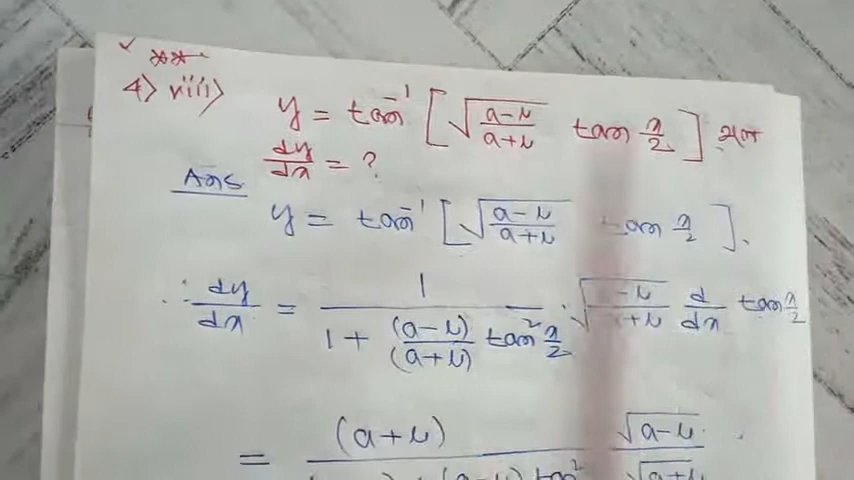 ✓ **
4) viii) y = tan⁻¹ [ √((a-b)/(a+b)) tan x/2 ] হলে
dy/dx = ?
Ans
y = tan⁻¹ [ √((a-b)/(a+b)) tan x/2 ].
∴ dy/dx = 1 / (1 + (a-b)/(a+b) tan² x/2) · √((-b)/(+b)) d/dx tan x/2
= (a+b) √(a-b)